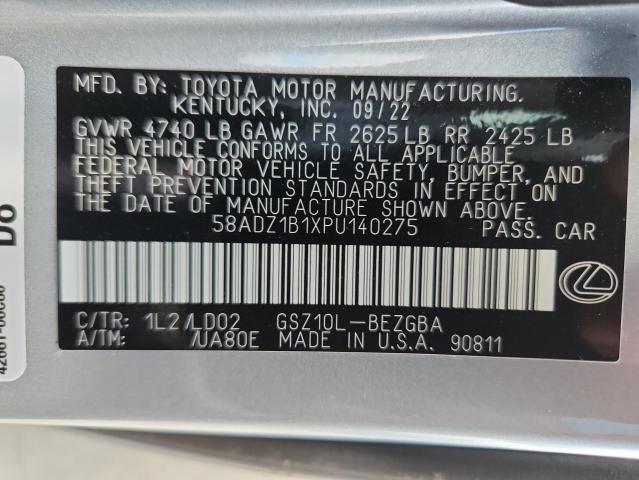 MFD. BY: TOYOTA MOTOR MANUFACTURING.
KENTUCKY, INC. 09/22
GVWR 4740 LB GAWR FR 2625 LB RR 2425 LB
THIS VEHICLE CONFORMS TO ALL APPLICABLE
FEDERAL MOTOR VEHICLE SAFETY, BUMPER, AND
THEFT PREVENTION STANDARDS IN EFFECT ON
THE DATE OF MANUFACTURE SHOWN ABOVE.
58ADZ1B1XPU140275 PASS. CAR
C/TR: 1L2/LD02 GSZ10L-BEZGBA
A/TM: /UA80E MADE IN U.S.A. 90811